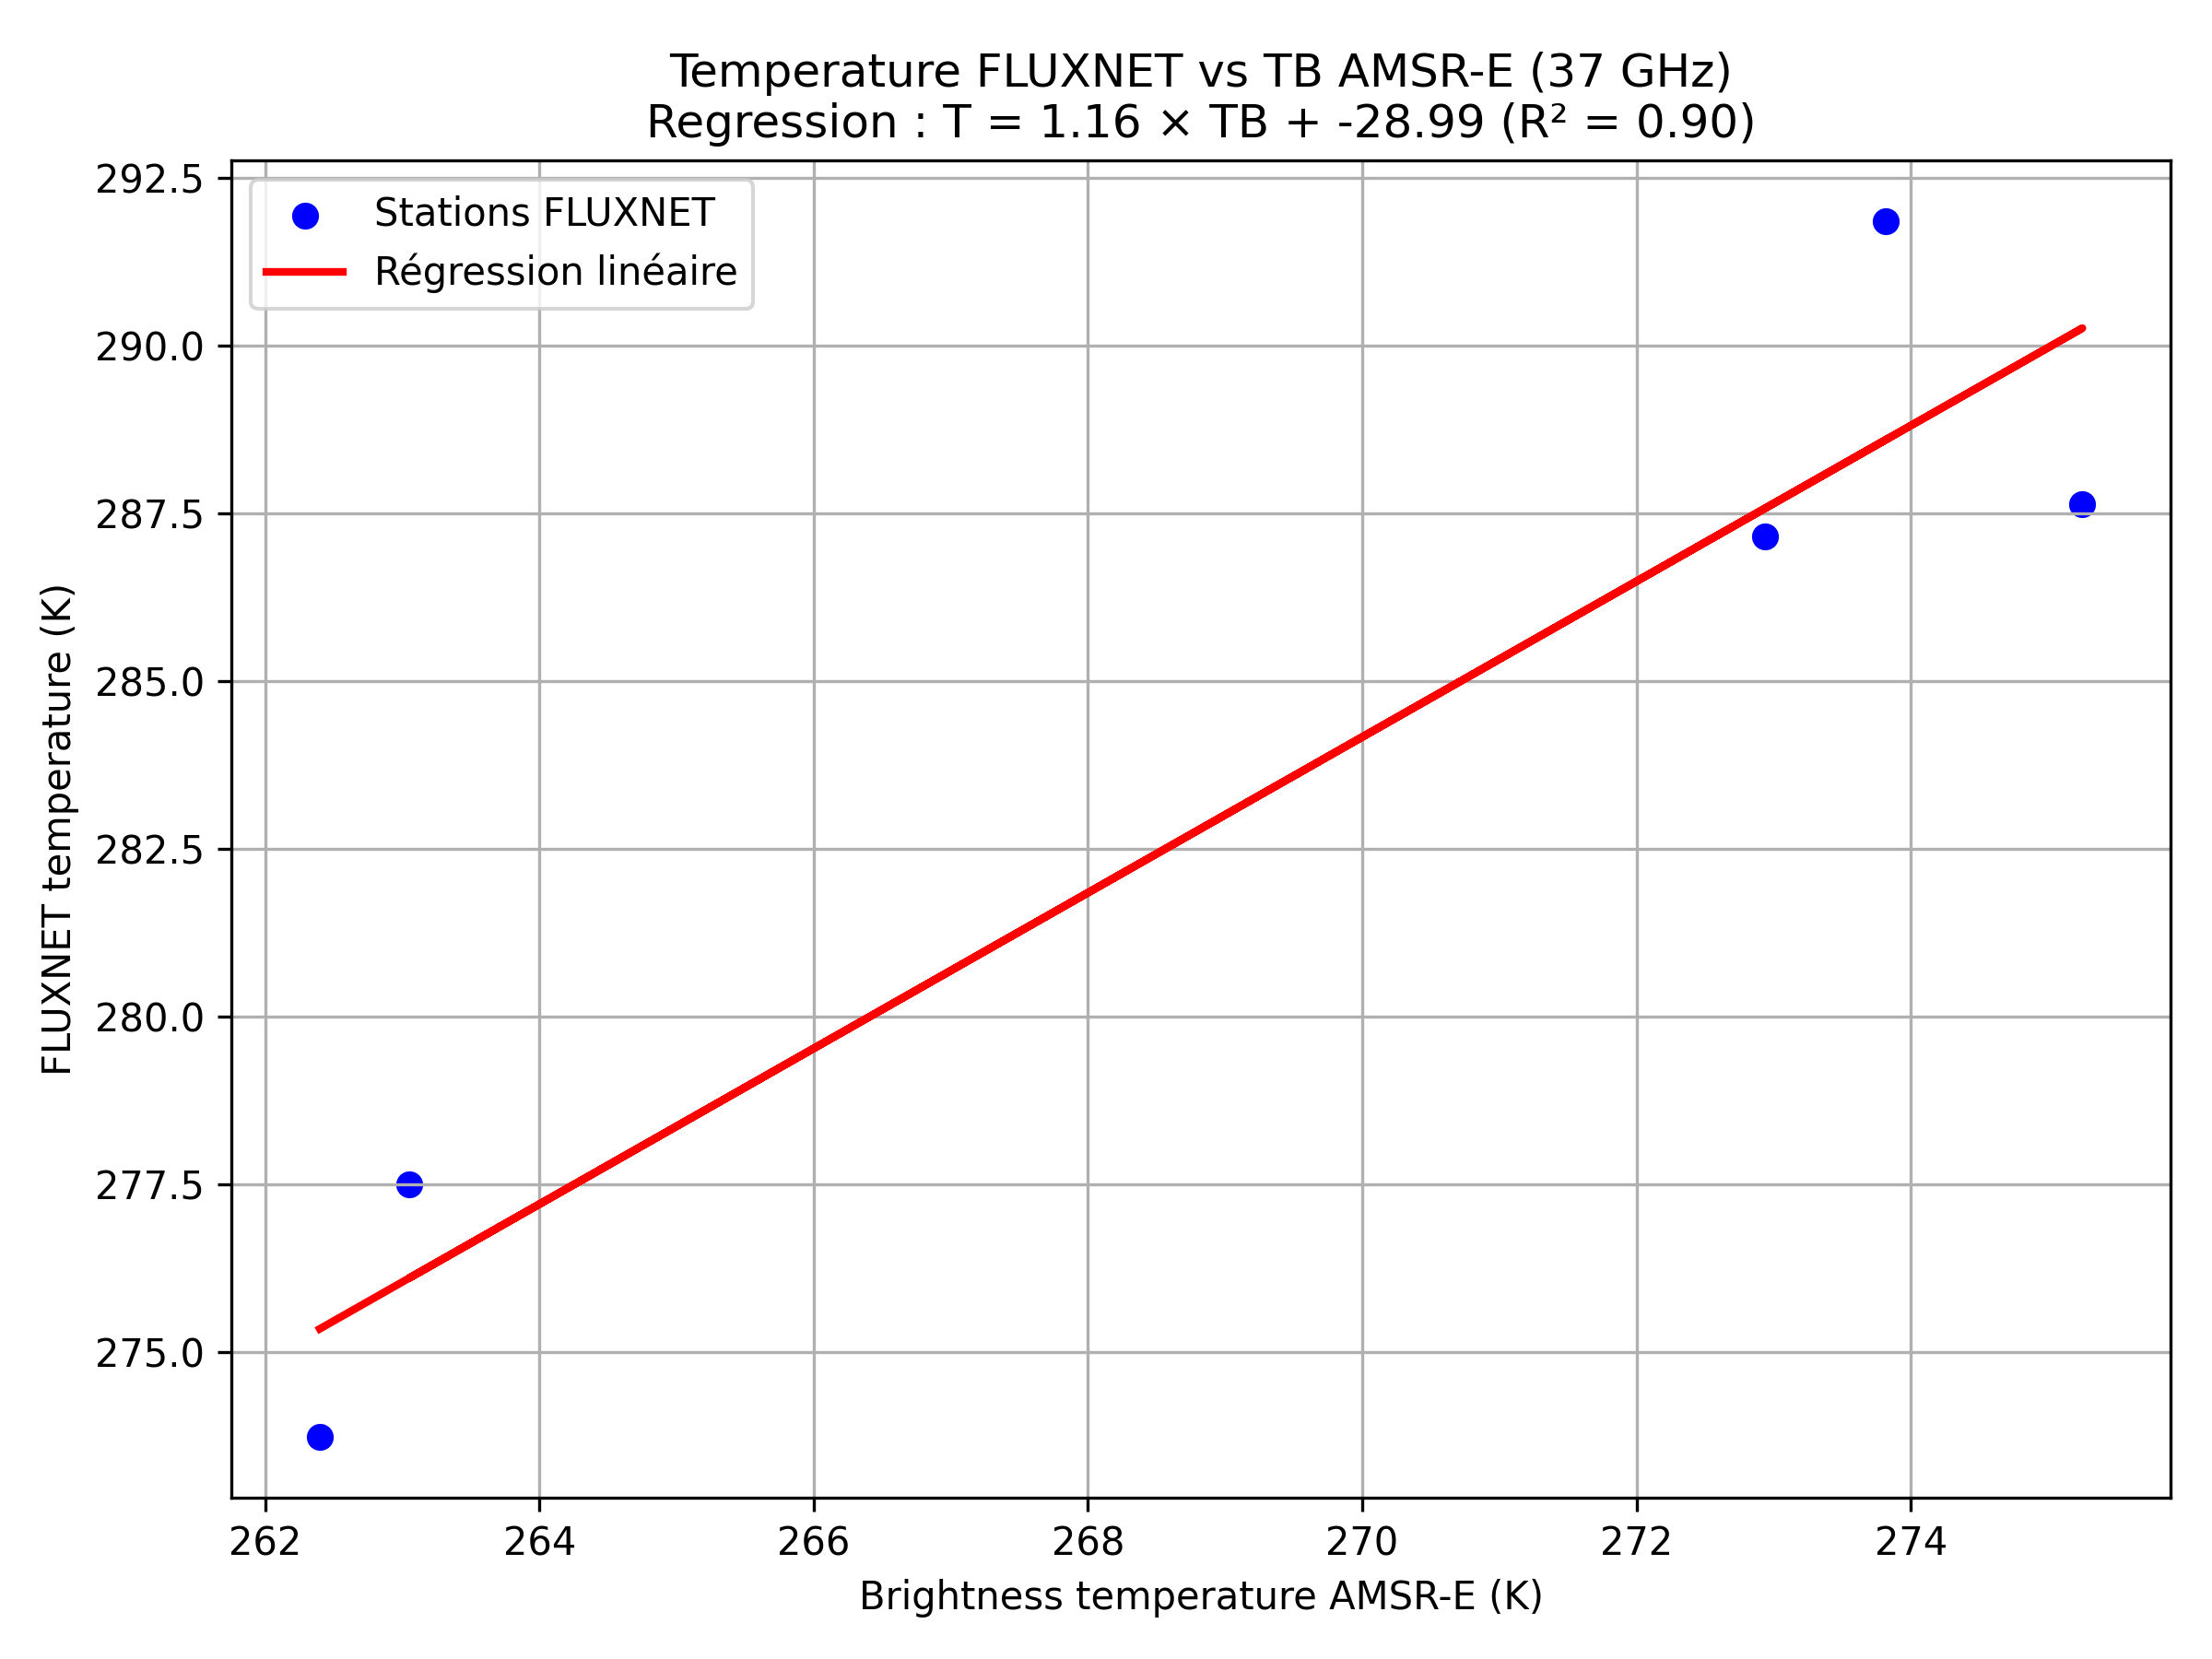 Temperature FLUXNET vs TB AMSR-E (37 GHz)
Regression : T = 1.16 × TB + -28.99 (R² = 0.90)
Stations FLUXNET
Régression linéaire
FLUXNET temperature (K)
292.5
290.0
287.5
285.0
282.5
280.0
277.5
275.0
262 264 266 268 270 272 274
Brightness temperature AMSR-E (K)